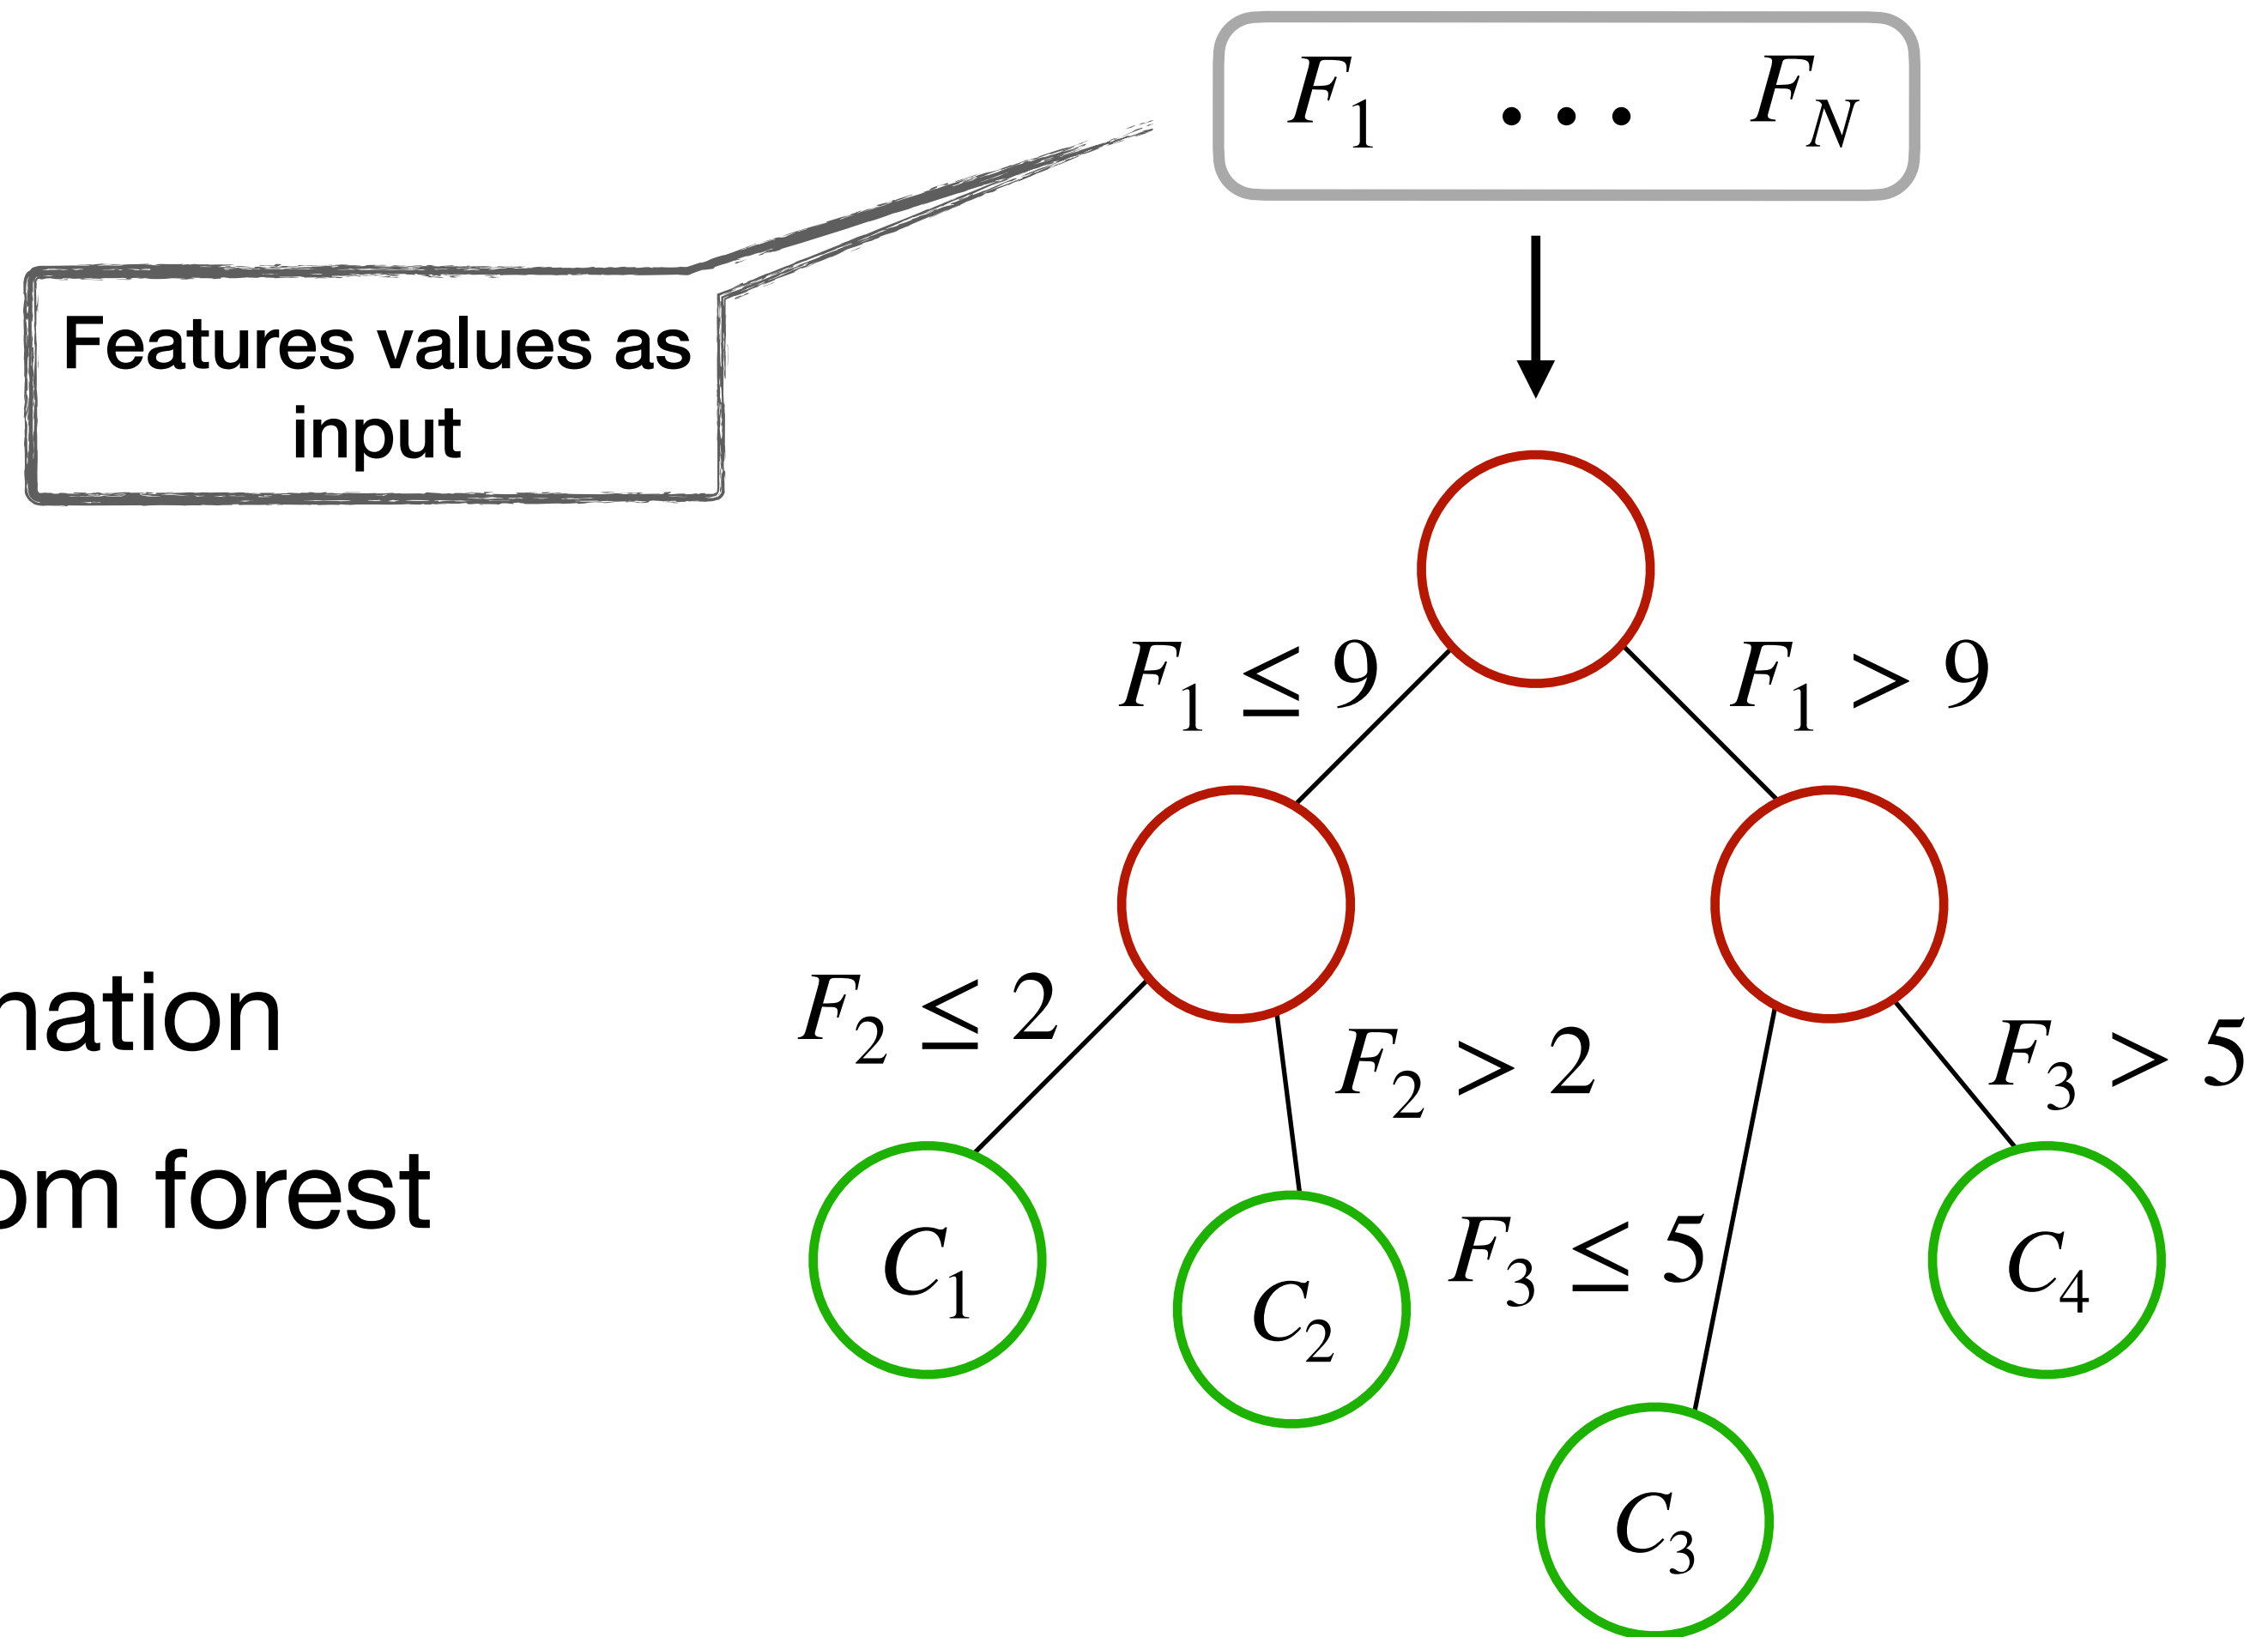 F₁ ... F_N
Features values as
input
F₁ ≤ 9
F₁ > 9
F₂ ≤ 2
F₂ > 2
F₃ ≤ 5
F₃ > 5
nation
om forest
C₁
C₂
C₃
C₄